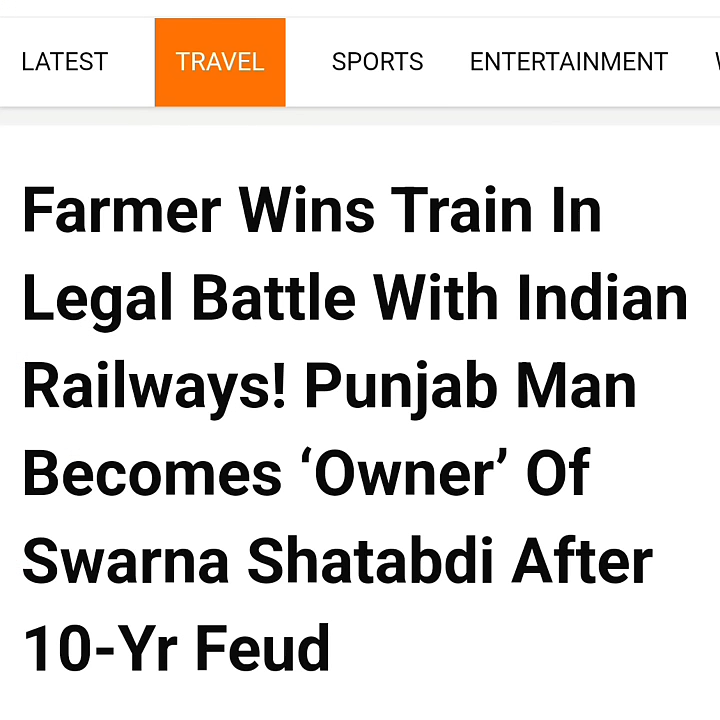 LATEST TRAVEL SPORTS ENTERTAINMENT
Farmer Wins Train In
Legal Battle With Indian
Railways! Punjab Man
Becomes ‘Owner’ Of
Swarna Shatabdi After
10-Yr Feud